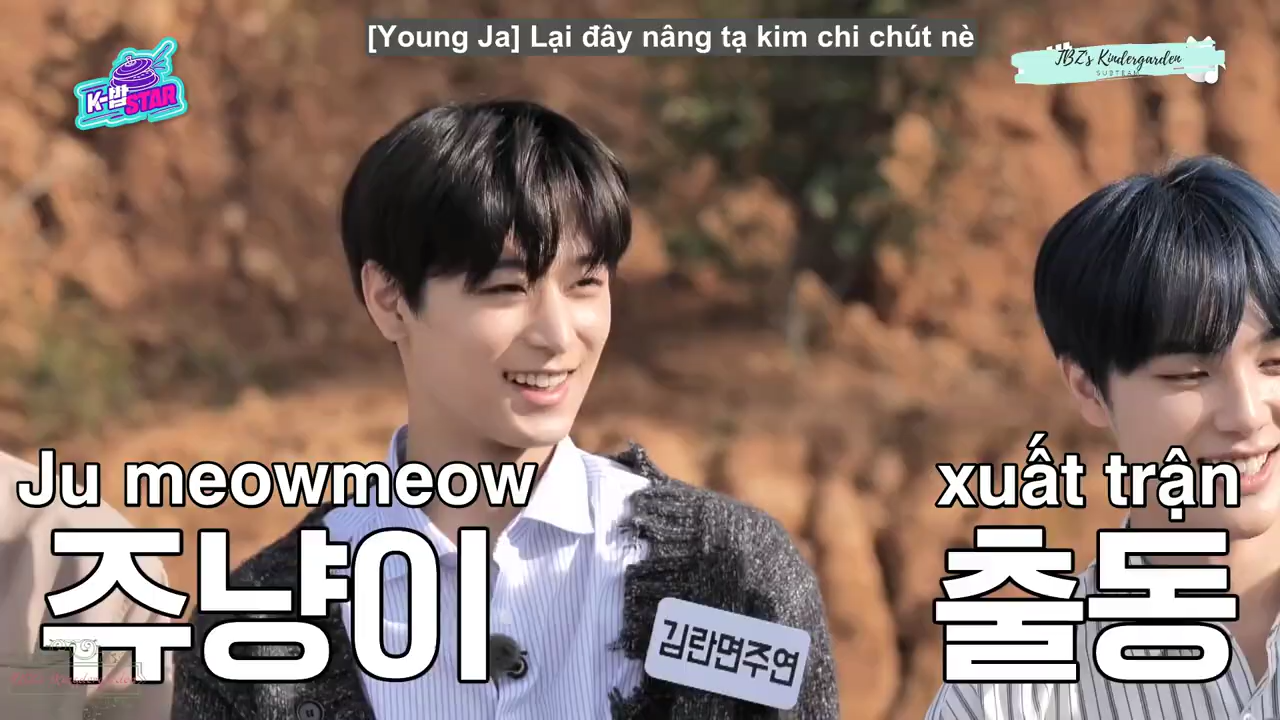 [Young Ja] Lại đây nâng tạ kim chi chút nè
K-밥STAR
JBZ's Kindergarden
SUBTEAM
Ju meowmeow
xuất trận
주냥이
출동
김란면주연